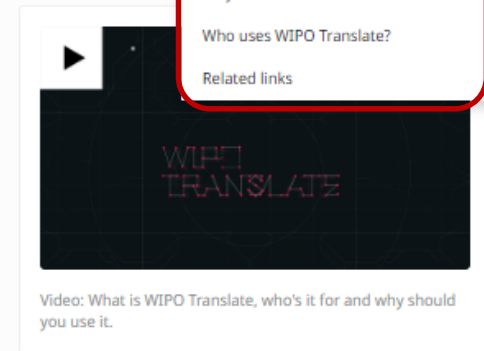 Who uses WIPO Translate?
Related links
WIPO
TRANSLATE
Video: What is WIPO Translate, who's it for and why should
you use it.